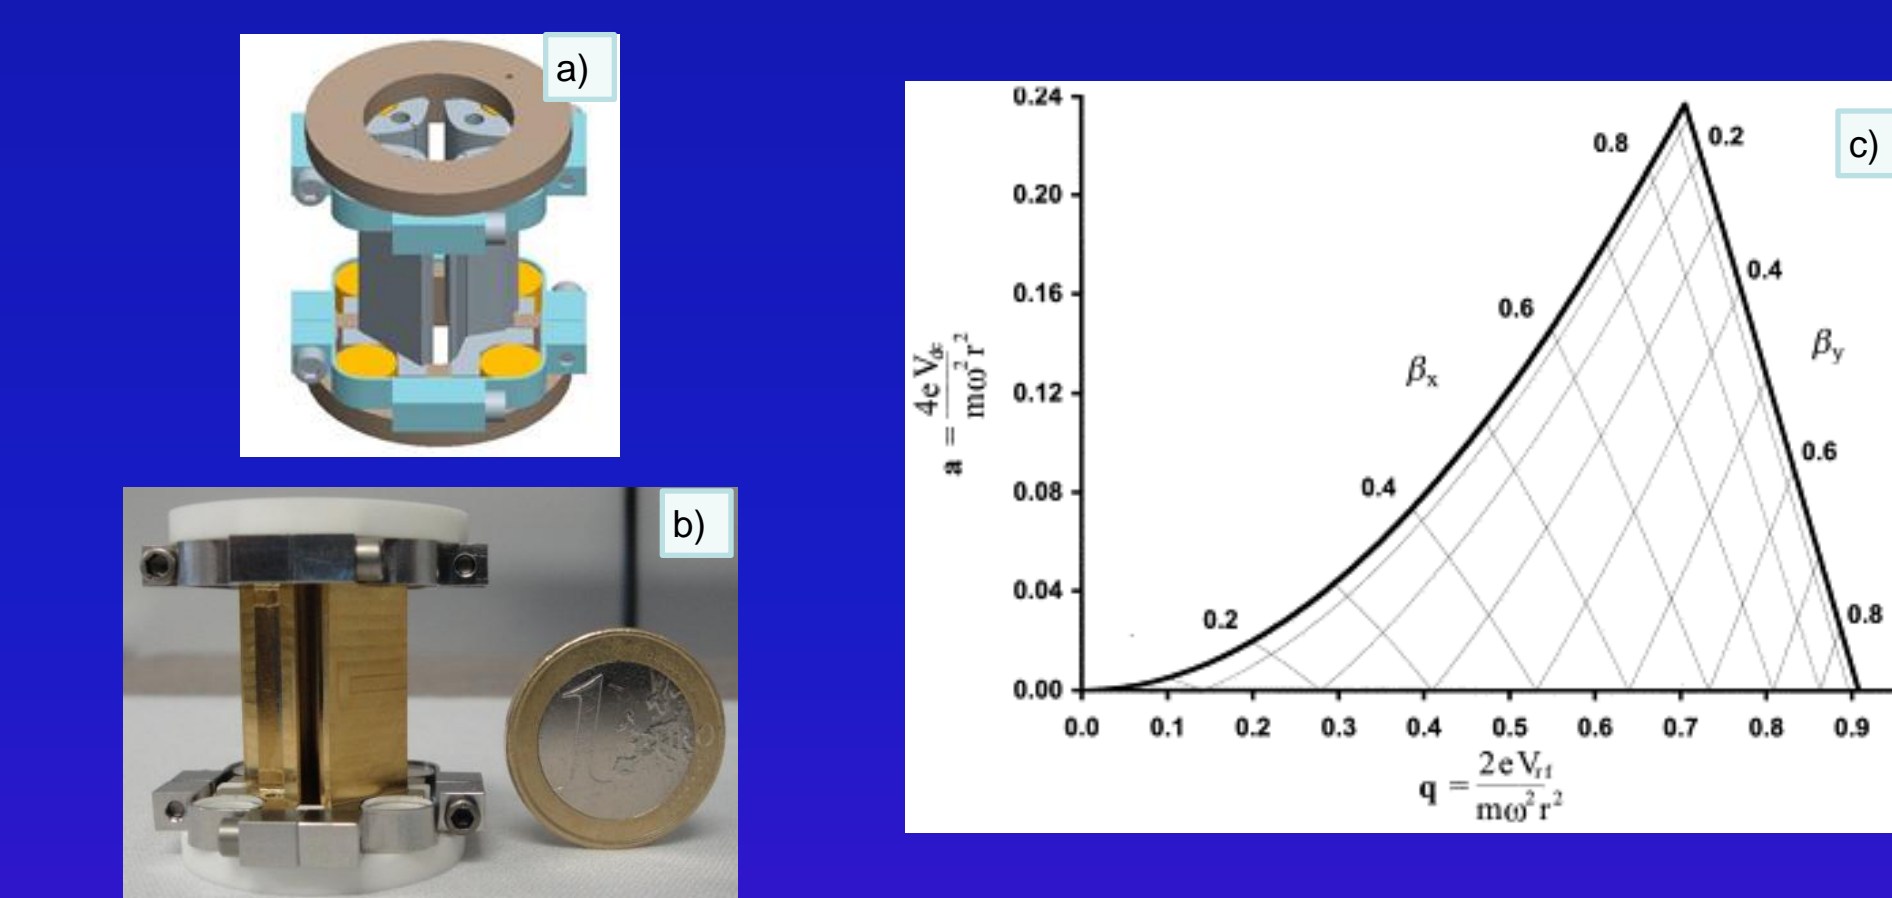 a)
b)
1
EURO
c)
0.24
0.20
0.16
0.12
0.08
0.04
0.00
0.0 0.1 0.2 0.3 0.4 0.5 0.6 0.7 0.8 0.9
0.8
0.6
0.4
0.2
βx
0.2
0.4
0.6
0.8
βy
a = 4eVdc / mω²r²
q = 2eVrf / mω²r²